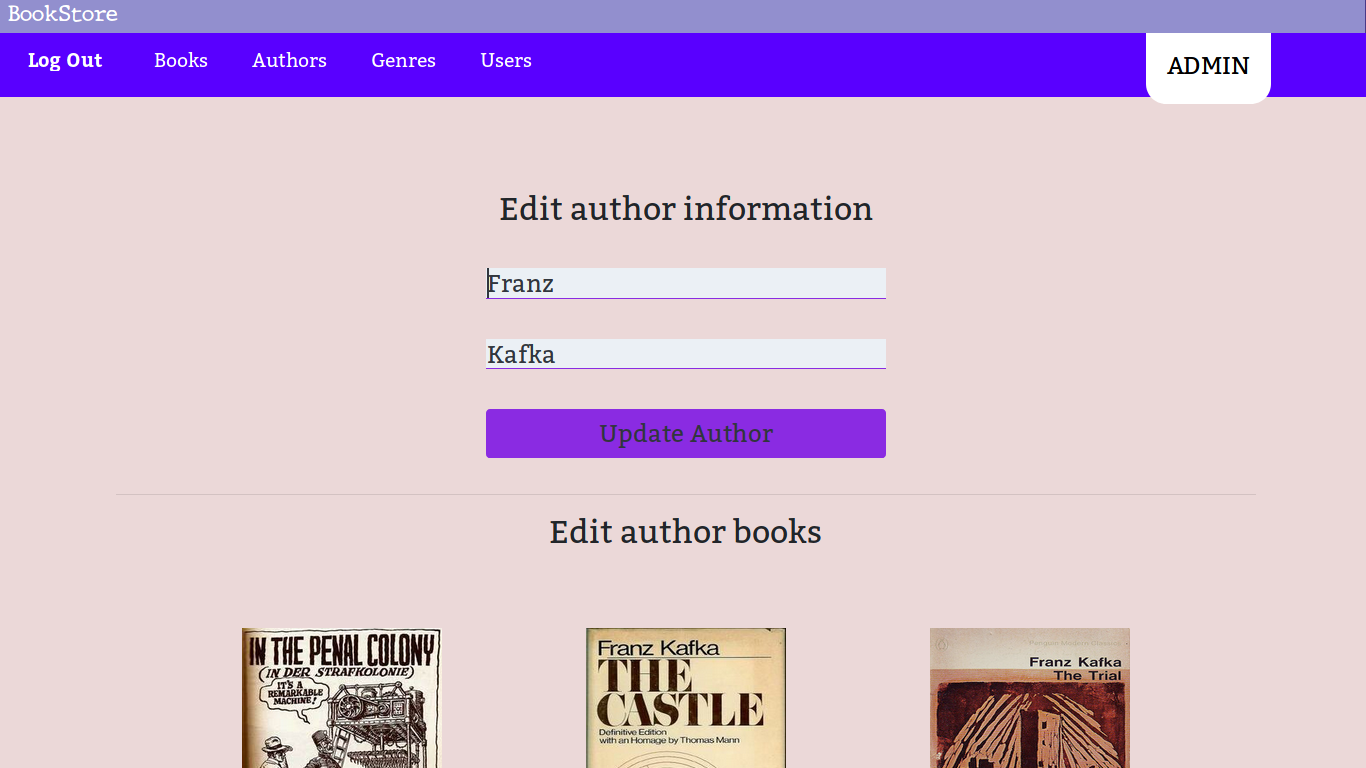 BookStore
Log Out Books Authors Genres Users ADMIN
Edit author information
Franz
Kafka
Update Author
Edit author books
IN THE PENAL COLONY
(IN DER STRAFKOLONIE)
IT'S A
REMARKABLE
MACHINE!
Franz Kafka
THE
CASTLE
Definitive Edition
with an Homage by Thomas Mann
Penguin Modern Classics
Franz Kafka
The Trial